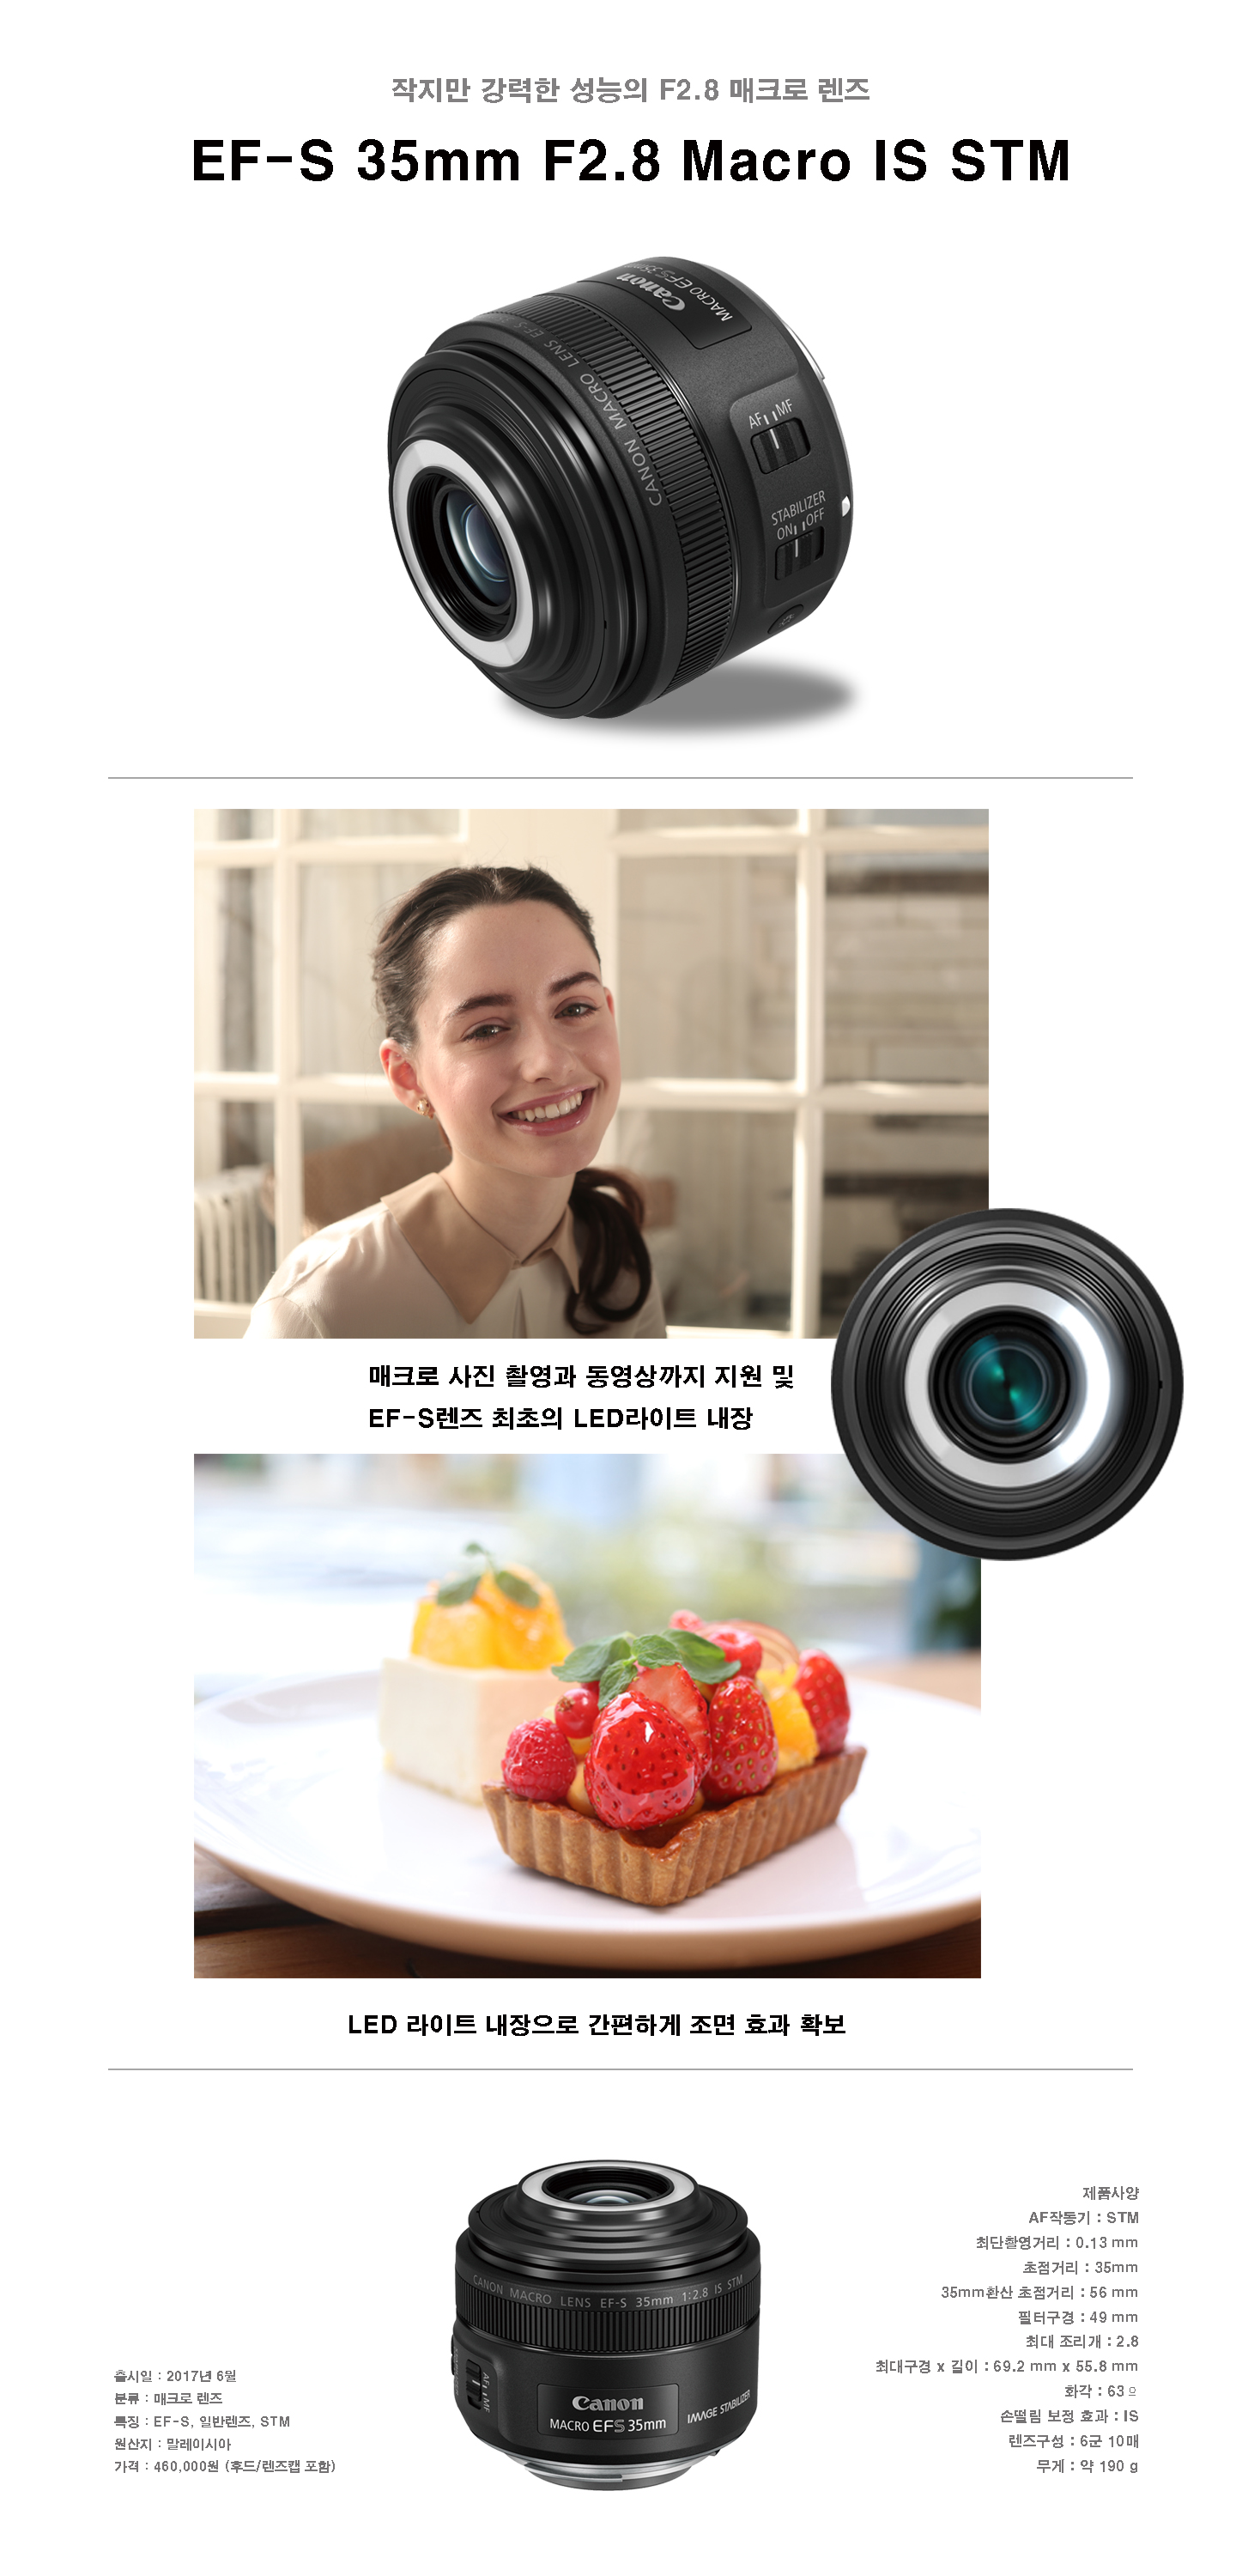 작지만 강력한 성능의 F2.8 매크로 렌즈
EF-S 35mm F2.8 Macro IS STM
Canon
MACRO EFS 35mm
CANON MACRO LENS EF-S
AF MF
STABILIZER
ON OFF
매크로 사진 촬영과 동영상까지 지원 및
EF-S렌즈 최초의 LED라이트 내장
LED 라이트 내장으로 간편하게 조면 효과 확보
CANON MACRO LENS EF-S 35mm 1:2.8 IS STM
AF MF
Canon
MACRO EFS 35mm
IMAGE STABILIZER
출시일 : 2017년 6월
분류 : 매크로 렌즈
특징 : EF-S, 일반렌즈, STM
원산지 : 말레이시아
가격 : 460,000원 (후드/렌즈캡 포함)
제품사양
AF작동기 : STM
최단촬영거리 : 0.13 mm
초점거리 : 35mm
35mm환산 초점거리 : 56 mm
필터구경 : 49 mm
최대 조리개 : 2.8
최대구경 x 길이 : 69.2 mm x 55.8 mm
화각 : 63º
손떨림 보정 효과 : IS
렌즈구성 : 6군 10매
무게 : 약 190 g